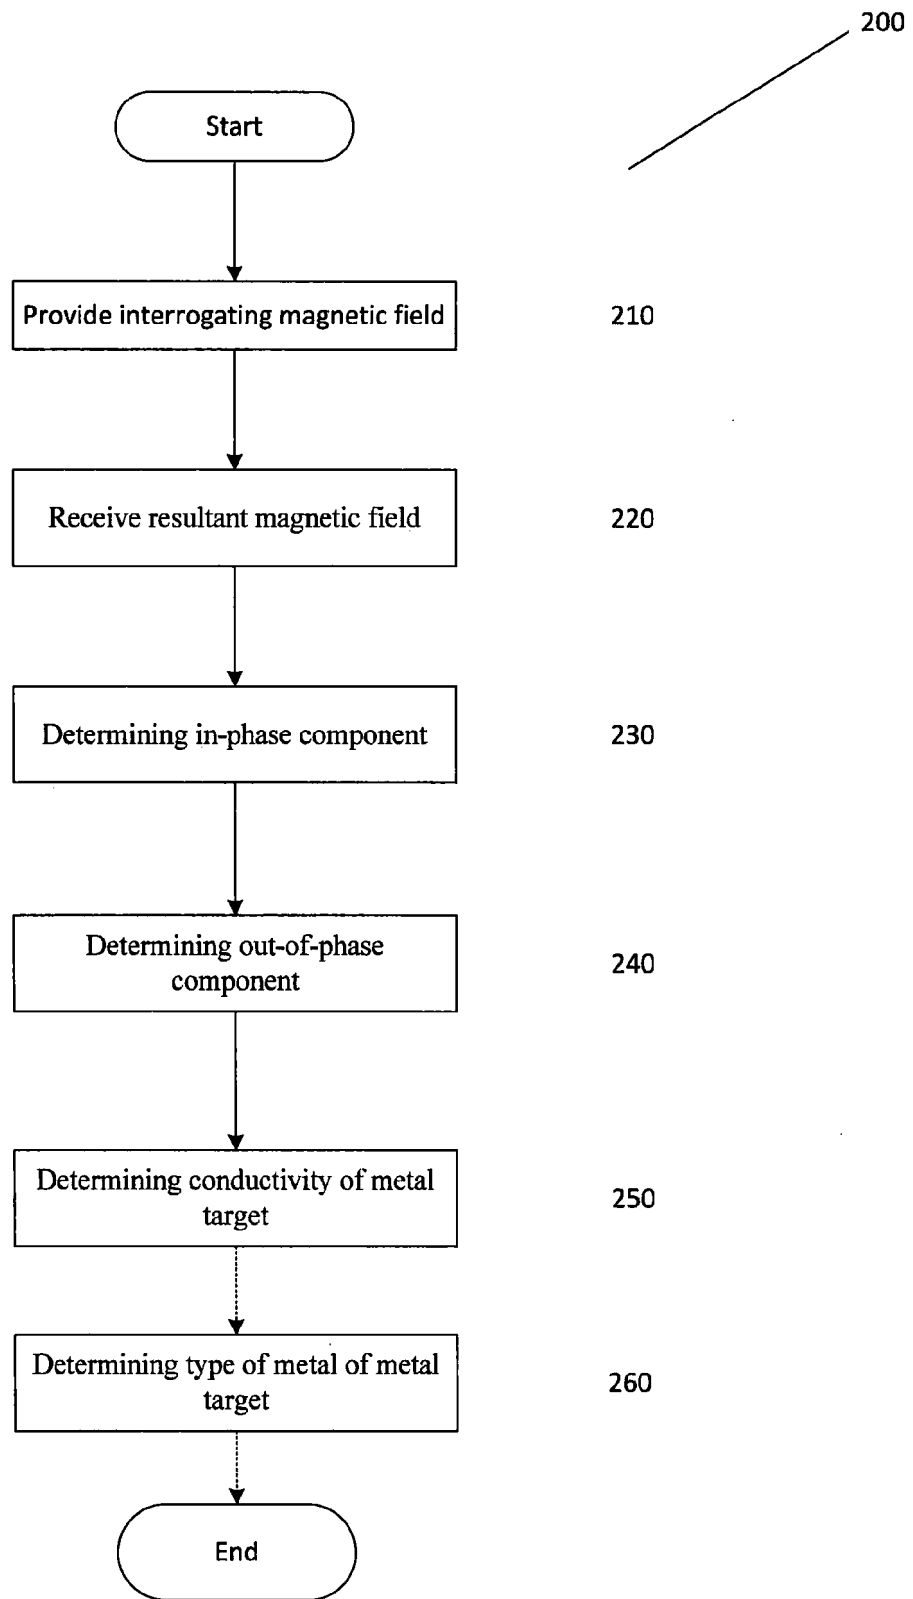 200
Start
Provide interrogating magnetic field
210
Receive resultant magnetic field
220
Determining in-phase component
230
Determining out-of-phase
component
240
Determining conductivity of metal
target
250
Determining type of metal of metal
target
260
End